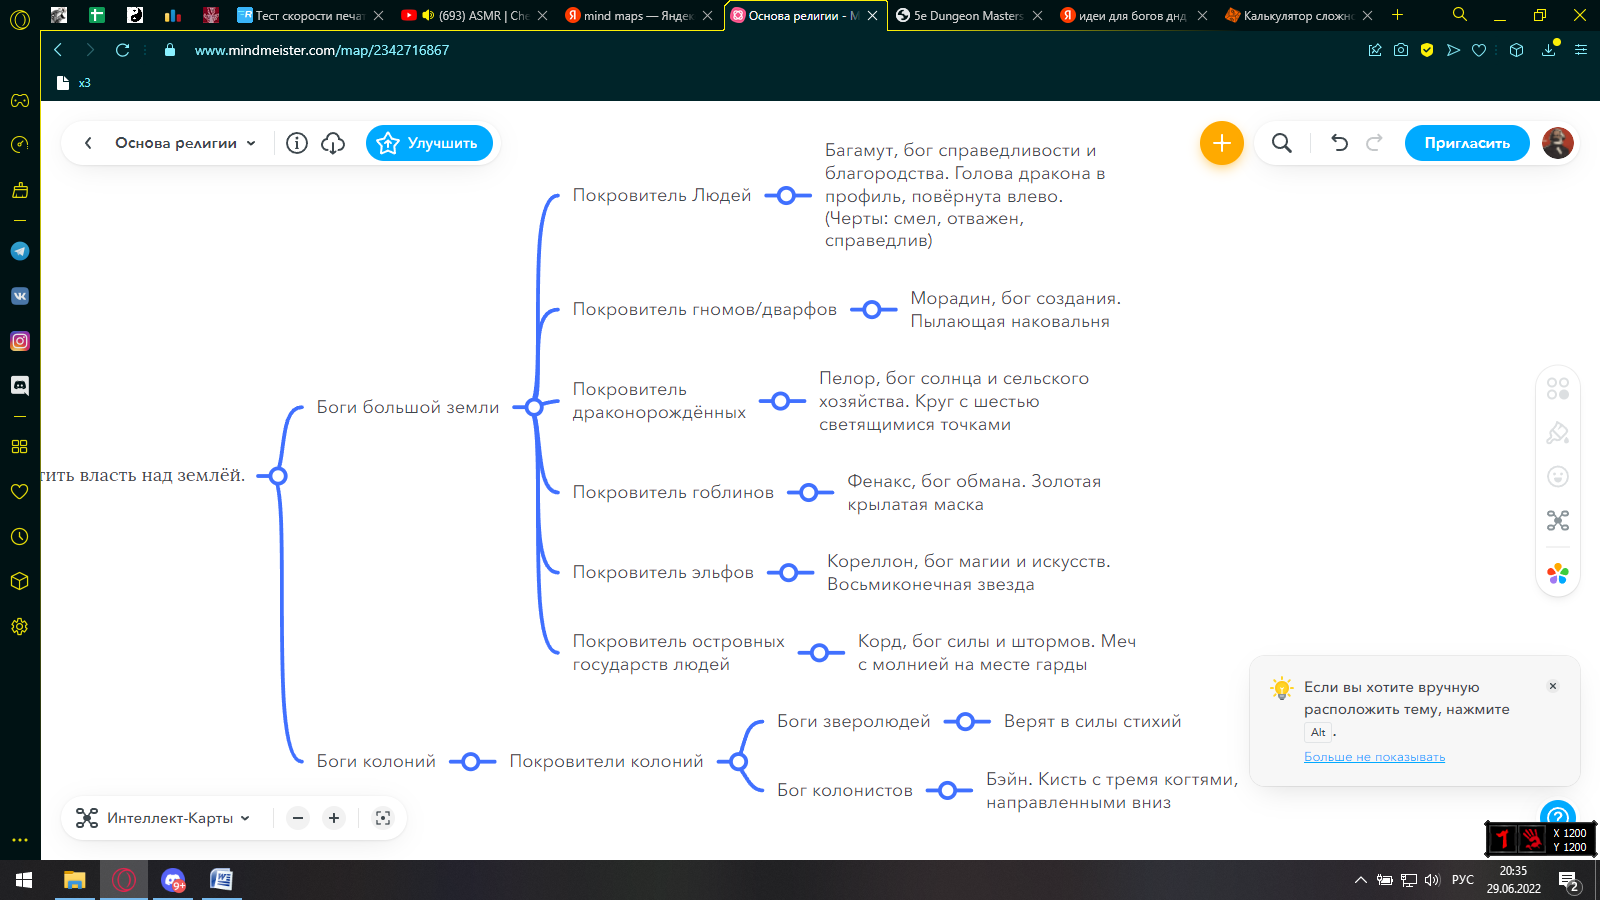 Тест скорости печат
(693) ASMR | Che
mind maps — Яндек
Основа религии - M
5e Dungeon Masters
идеи для богов днд
Калькулятор сложно
www.mindmeister.com/map/2342716867
x3
Основа религии
Улучшить
Пригласить
Покровитель Людей
Багамут, бог справедливости и
благородства. Голова дракона в
профиль, повёрнута влево.
(Черты: смел, отважен,
справедлив)
Покровитель гномов/дварфов
Морадин, бог создания.
Пылающая наковальня
Покровитель
драконорождённых
Пелор, бог солнца и сельского
хозяйства. Круг с шестью
светящимися точками
Боги большой земли
тить власть над землёй.
Покровитель гоблинов
Фенакс, бог обмана. Золотая
крылатая маска
Покровитель эльфов
Кореллон, бог магии и искусств.
Восьмиконечная звезда
Покровитель островных
государств людей
Корд, бог силы и штормов. Меч
с молнией на месте гарды
Боги колоний
Покровители колоний
Боги зверолюдей
Верят в силы стихий
Бог колонистов
Бэйн. Кисть с тремя когтями,
направленными вниз
Если вы хотите вручную
расположить тему, нажмите
Alt.
Больше не показывать
Интеллект-Карты
X 1200
Y 1200
9+
РУС
20:35
29.06.2022
2